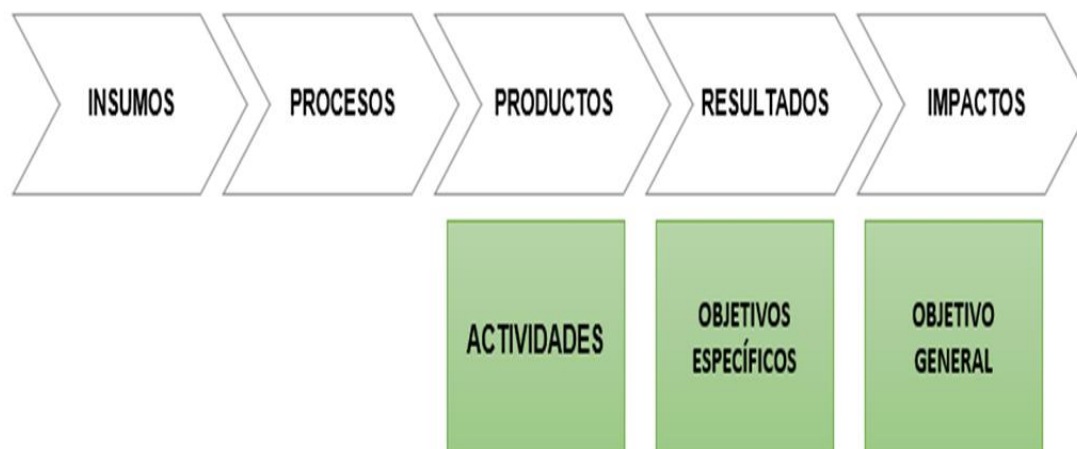 INSUMOS
PROCESOS
PRODUCTOS
RESULTADOS
IMPACTOS
ACTIVIDADES
OBJETIVOS
ESPECÍFICOS
OBJETIVO
GENERAL